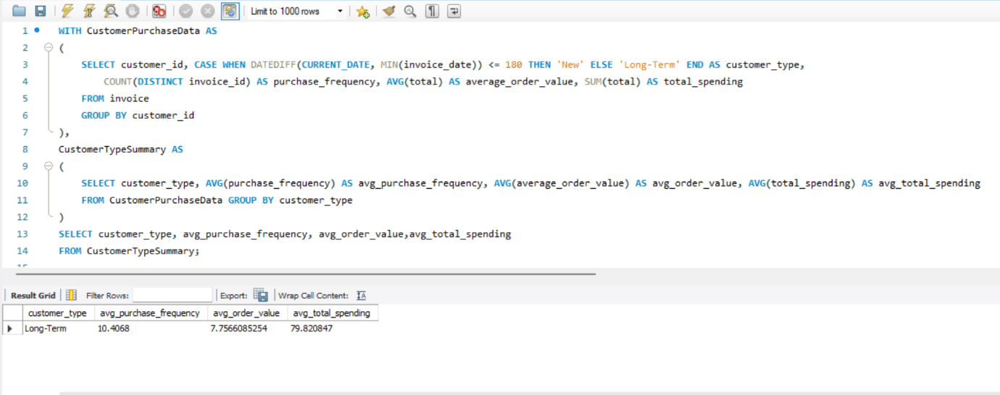 Limit to 1000 rows
1 WITH CustomerPurchaseData AS
2 (
3 SELECT customer_id, CASE WHEN DATEDIFF(CURRENT_DATE, MIN(invoice_date)) <= 180 THEN 'New' ELSE 'Long-Term' END AS customer_type,
4 COUNT(DISTINCT invoice_id) AS purchase_frequency, AVG(total) AS average_order_value, SUM(total) AS total_spending
5 FROM invoice
6 GROUP BY customer_id
7 ),
8 CustomerTypeSummary AS
9 (
10 SELECT customer_type, AVG(purchase_frequency) AS avg_purchase_frequency, AVG(average_order_value) AS avg_order_value, AVG(total_spending) AS avg_total_spending
11 FROM CustomerPurchaseData GROUP BY customer_type
12 )
13 SELECT customer_type, avg_purchase_frequency, avg_order_value,avg_total_spending
14 FROM CustomerTypeSummary;
Result Grid Filter Rows: Export: Wrap Cell Content:
customer_type avg_purchase_frequency avg_order_value avg_total_spending
Long-Term 10.4068 7.7566085254 79.820847